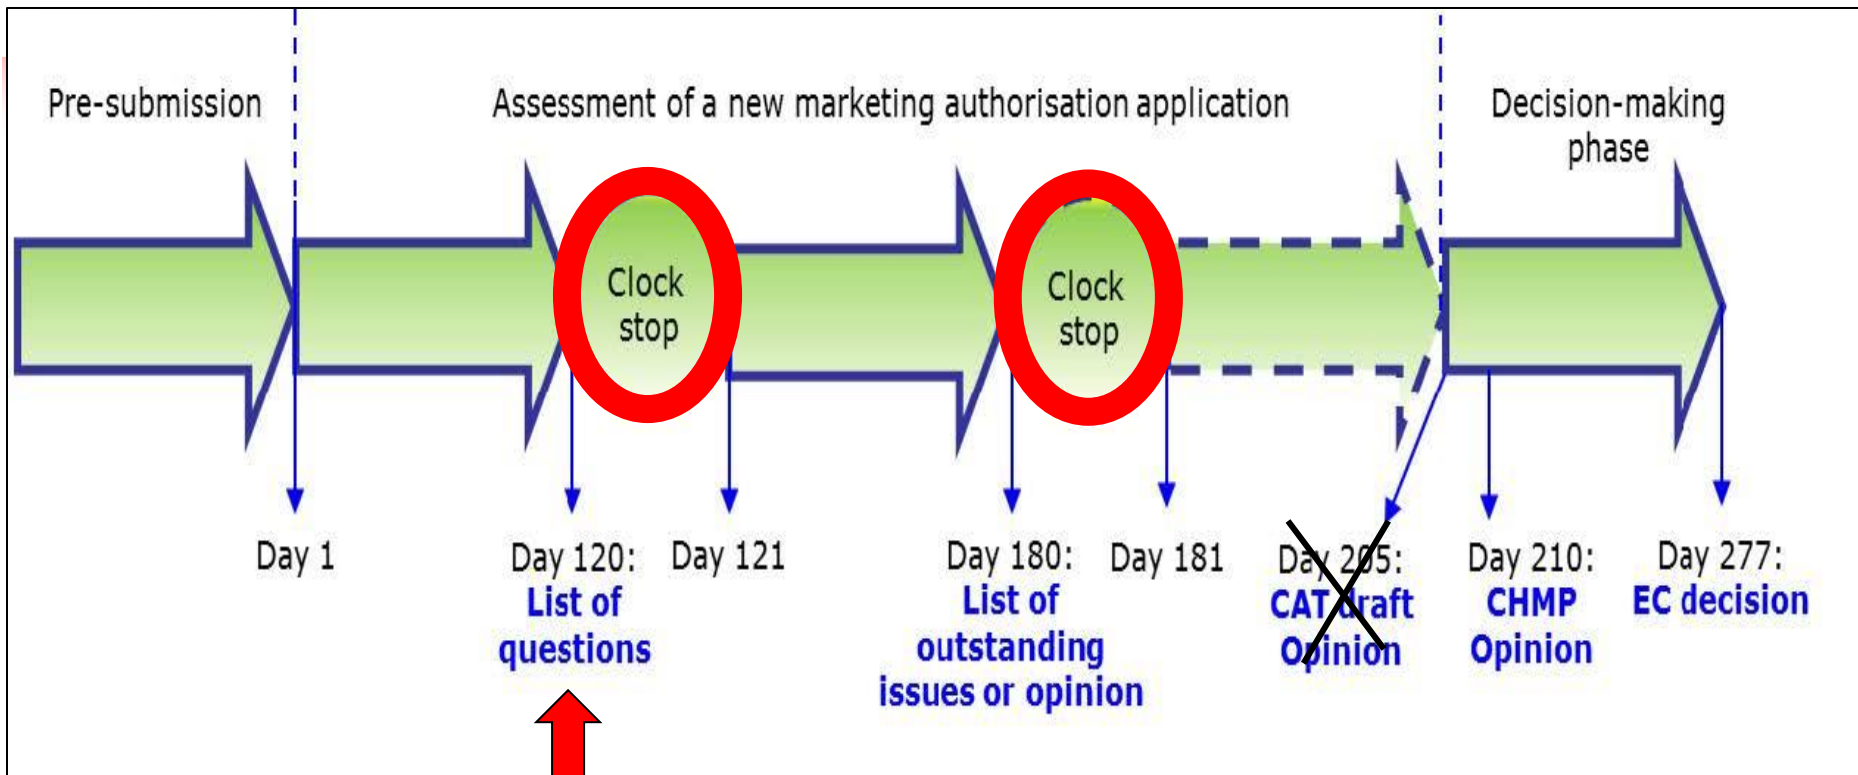 Pre-submission
Assessment of a new marketing authorisation application
Decision-making
phase
Clock
stop
Clock
stop
Day 1
Day 120:
List of
questions
Day 121
Day 180:
List of
outstanding
issues or opinion
Day 181
Day 205:
CAT draft
Opinion
Day 210:
CHMP
Opinion
Day 277:
EC decision